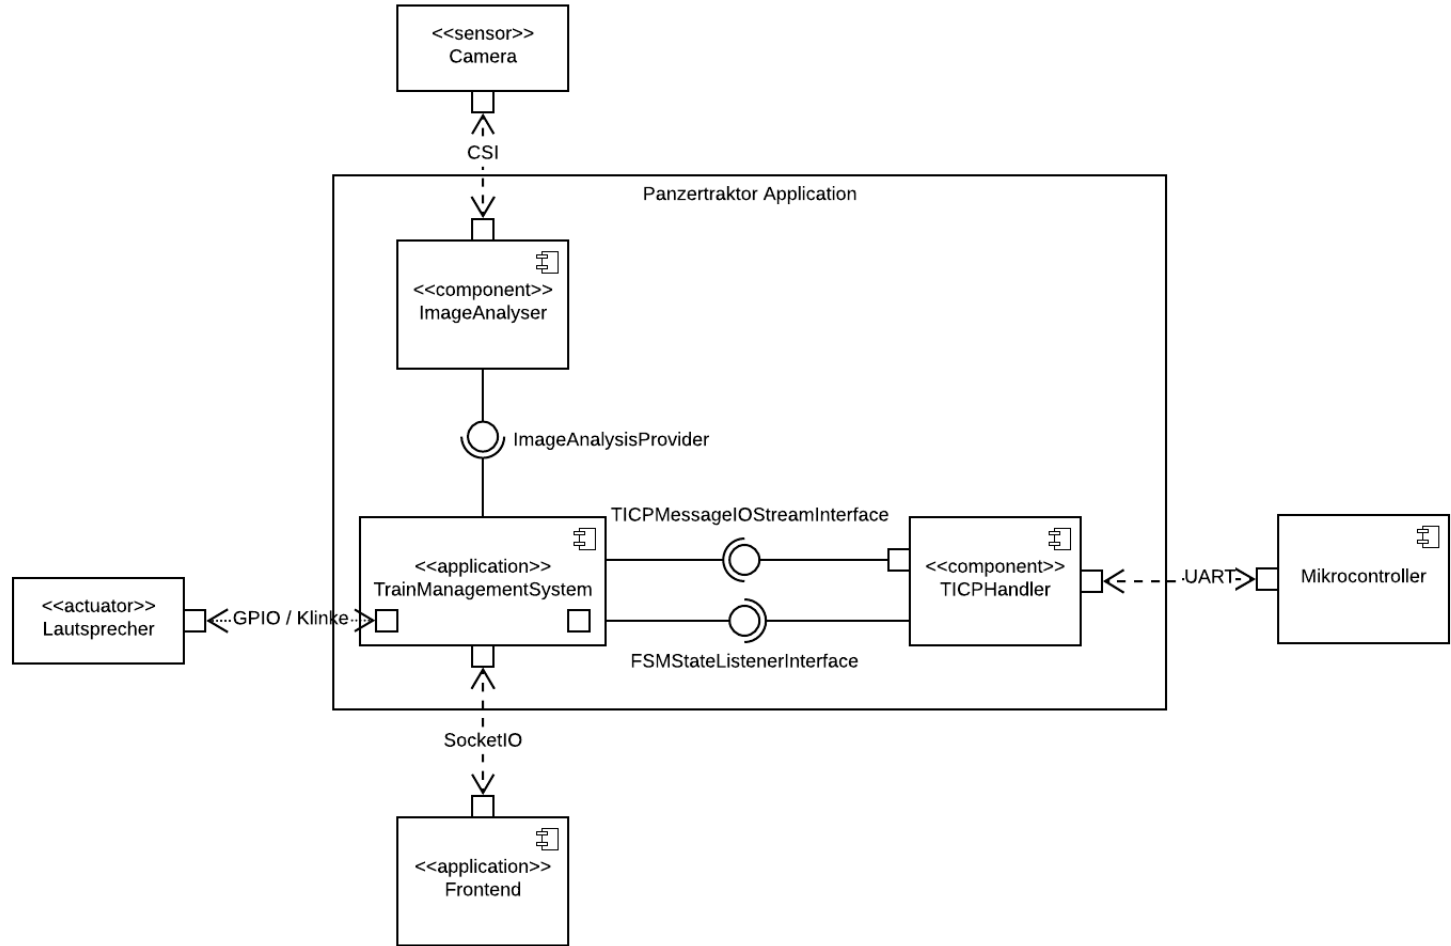 <<sensor>>
Camera
CSI
Panzertraktor Application
<<component>>
ImageAnalyser
ImageAnalysisProvider
TICPMessageIOStreamInterface
<<application>>
TrainManagementSystem
<<component>>
TICPHandler
UART
Mikrocontroller
<<actuator>>
Lautsprecher
GPIO / Klinke
FSMStateListenerInterface
SocketIO
<<application>>
Frontend